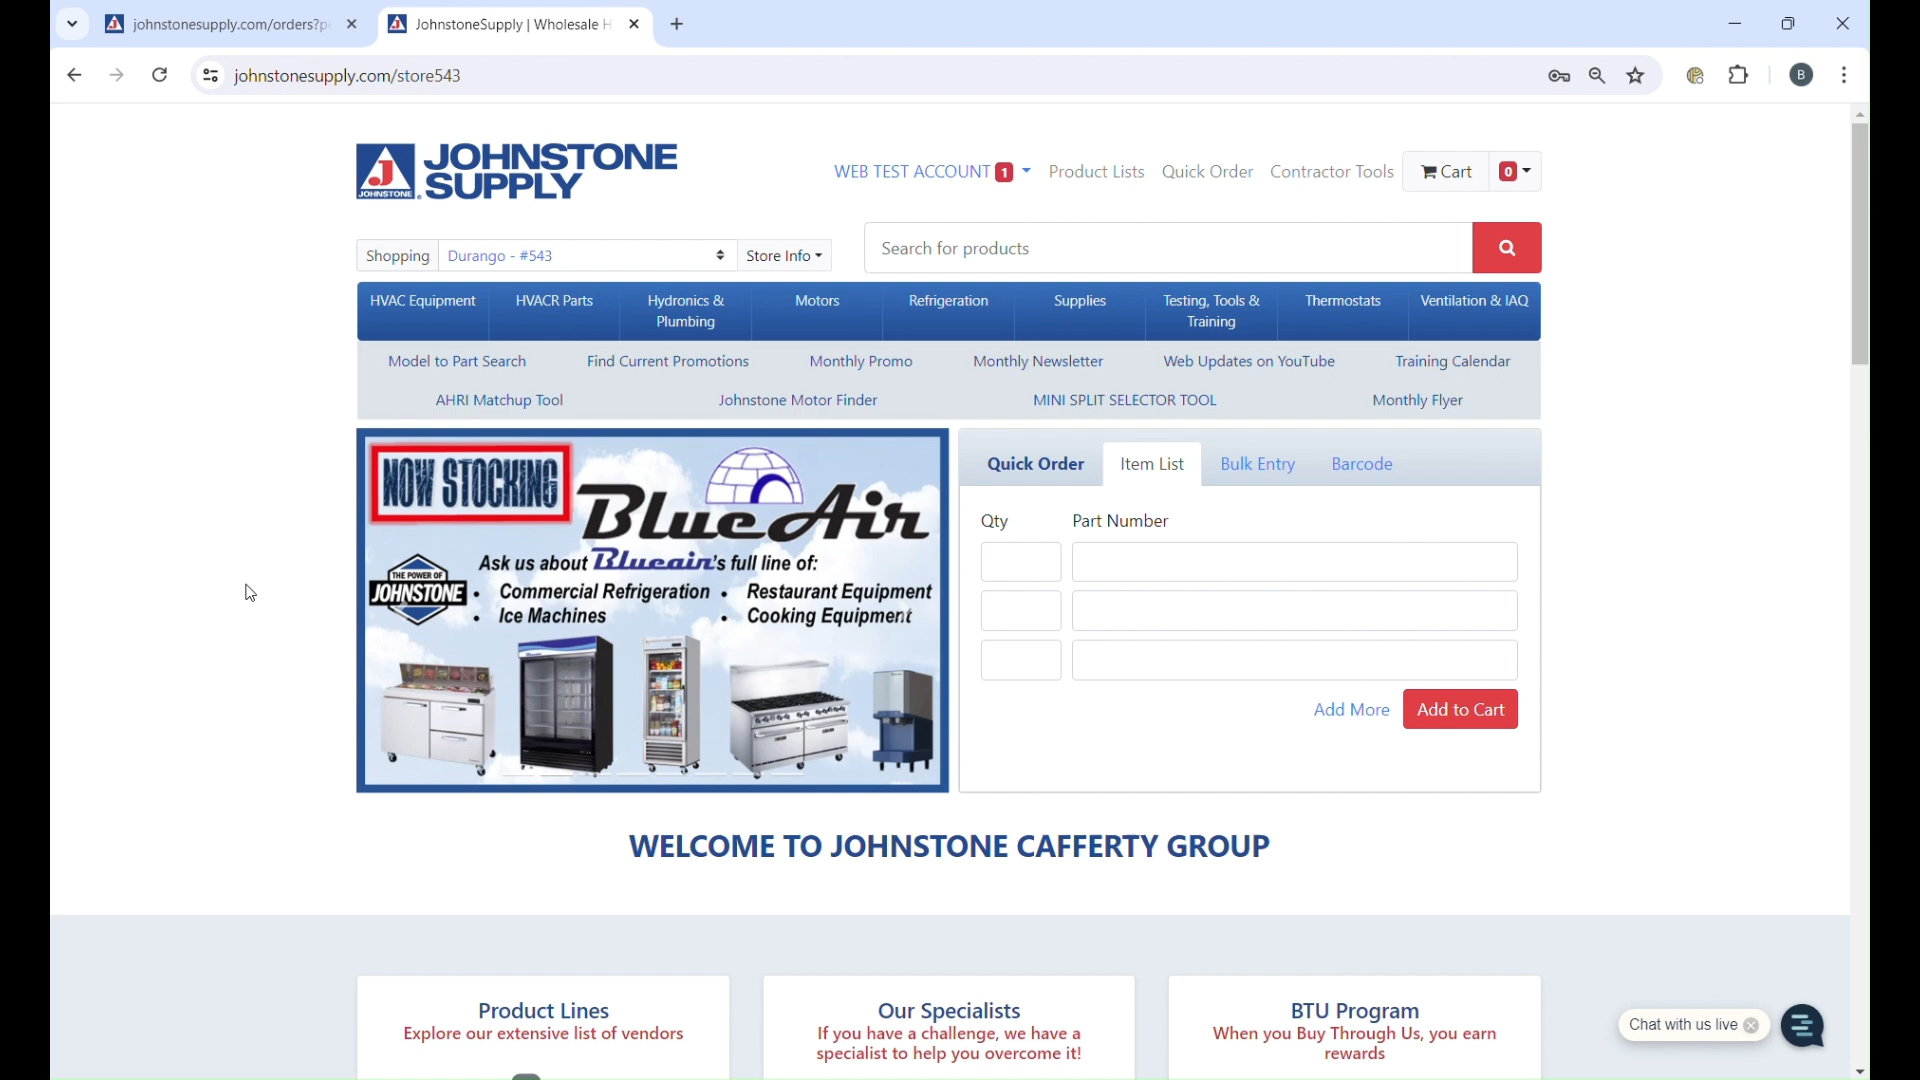 johnstonesupply.com/orders?p
JohnstoneSupply | Wholesale H
johnstonesupply.com/store543
B
JOHNSTONE SUPPLY
JOHNSTONE
WEB TEST ACCOUNT 1
Product Lists
Quick Order
Contractor Tools
Cart
0
Shopping
Durango - #543
Store Info
Search for products
HVAC Equipment
HVACR Parts
Hydronics &
Plumbing
Motors
Refrigeration
Supplies
Testing, Tools &
Training
Thermostats
Ventilation & IAQ
Model to Part Search
Find Current Promotions
Monthly Promo
Monthly Newsletter
Web Updates on YouTube
Training Calendar
AHRI Matchup Tool
Johnstone Motor Finder
MINI SPLIT SELECTOR TOOL
Monthly Flyer
NOW STOCKING
BlueAir
Ask us about Blueair's full line of:
THE POWER OF
JOHNSTONE
• Commercial Refrigeration
• Ice Machines
• Restaurant Equipment
• Cooking Equipment
Quick Order
Item List
Bulk Entry
Barcode
Qty
Part Number
Add More
Add to Cart
WELCOME TO JOHNSTONE CAFFERTY GROUP
Product Lines
Explore our extensive list of vendors
Our Specialists
If you have a challenge, we have a
specialist to help you overcome it!
BTU Program
When you Buy Through Us, you earn
rewards
Chat with us live